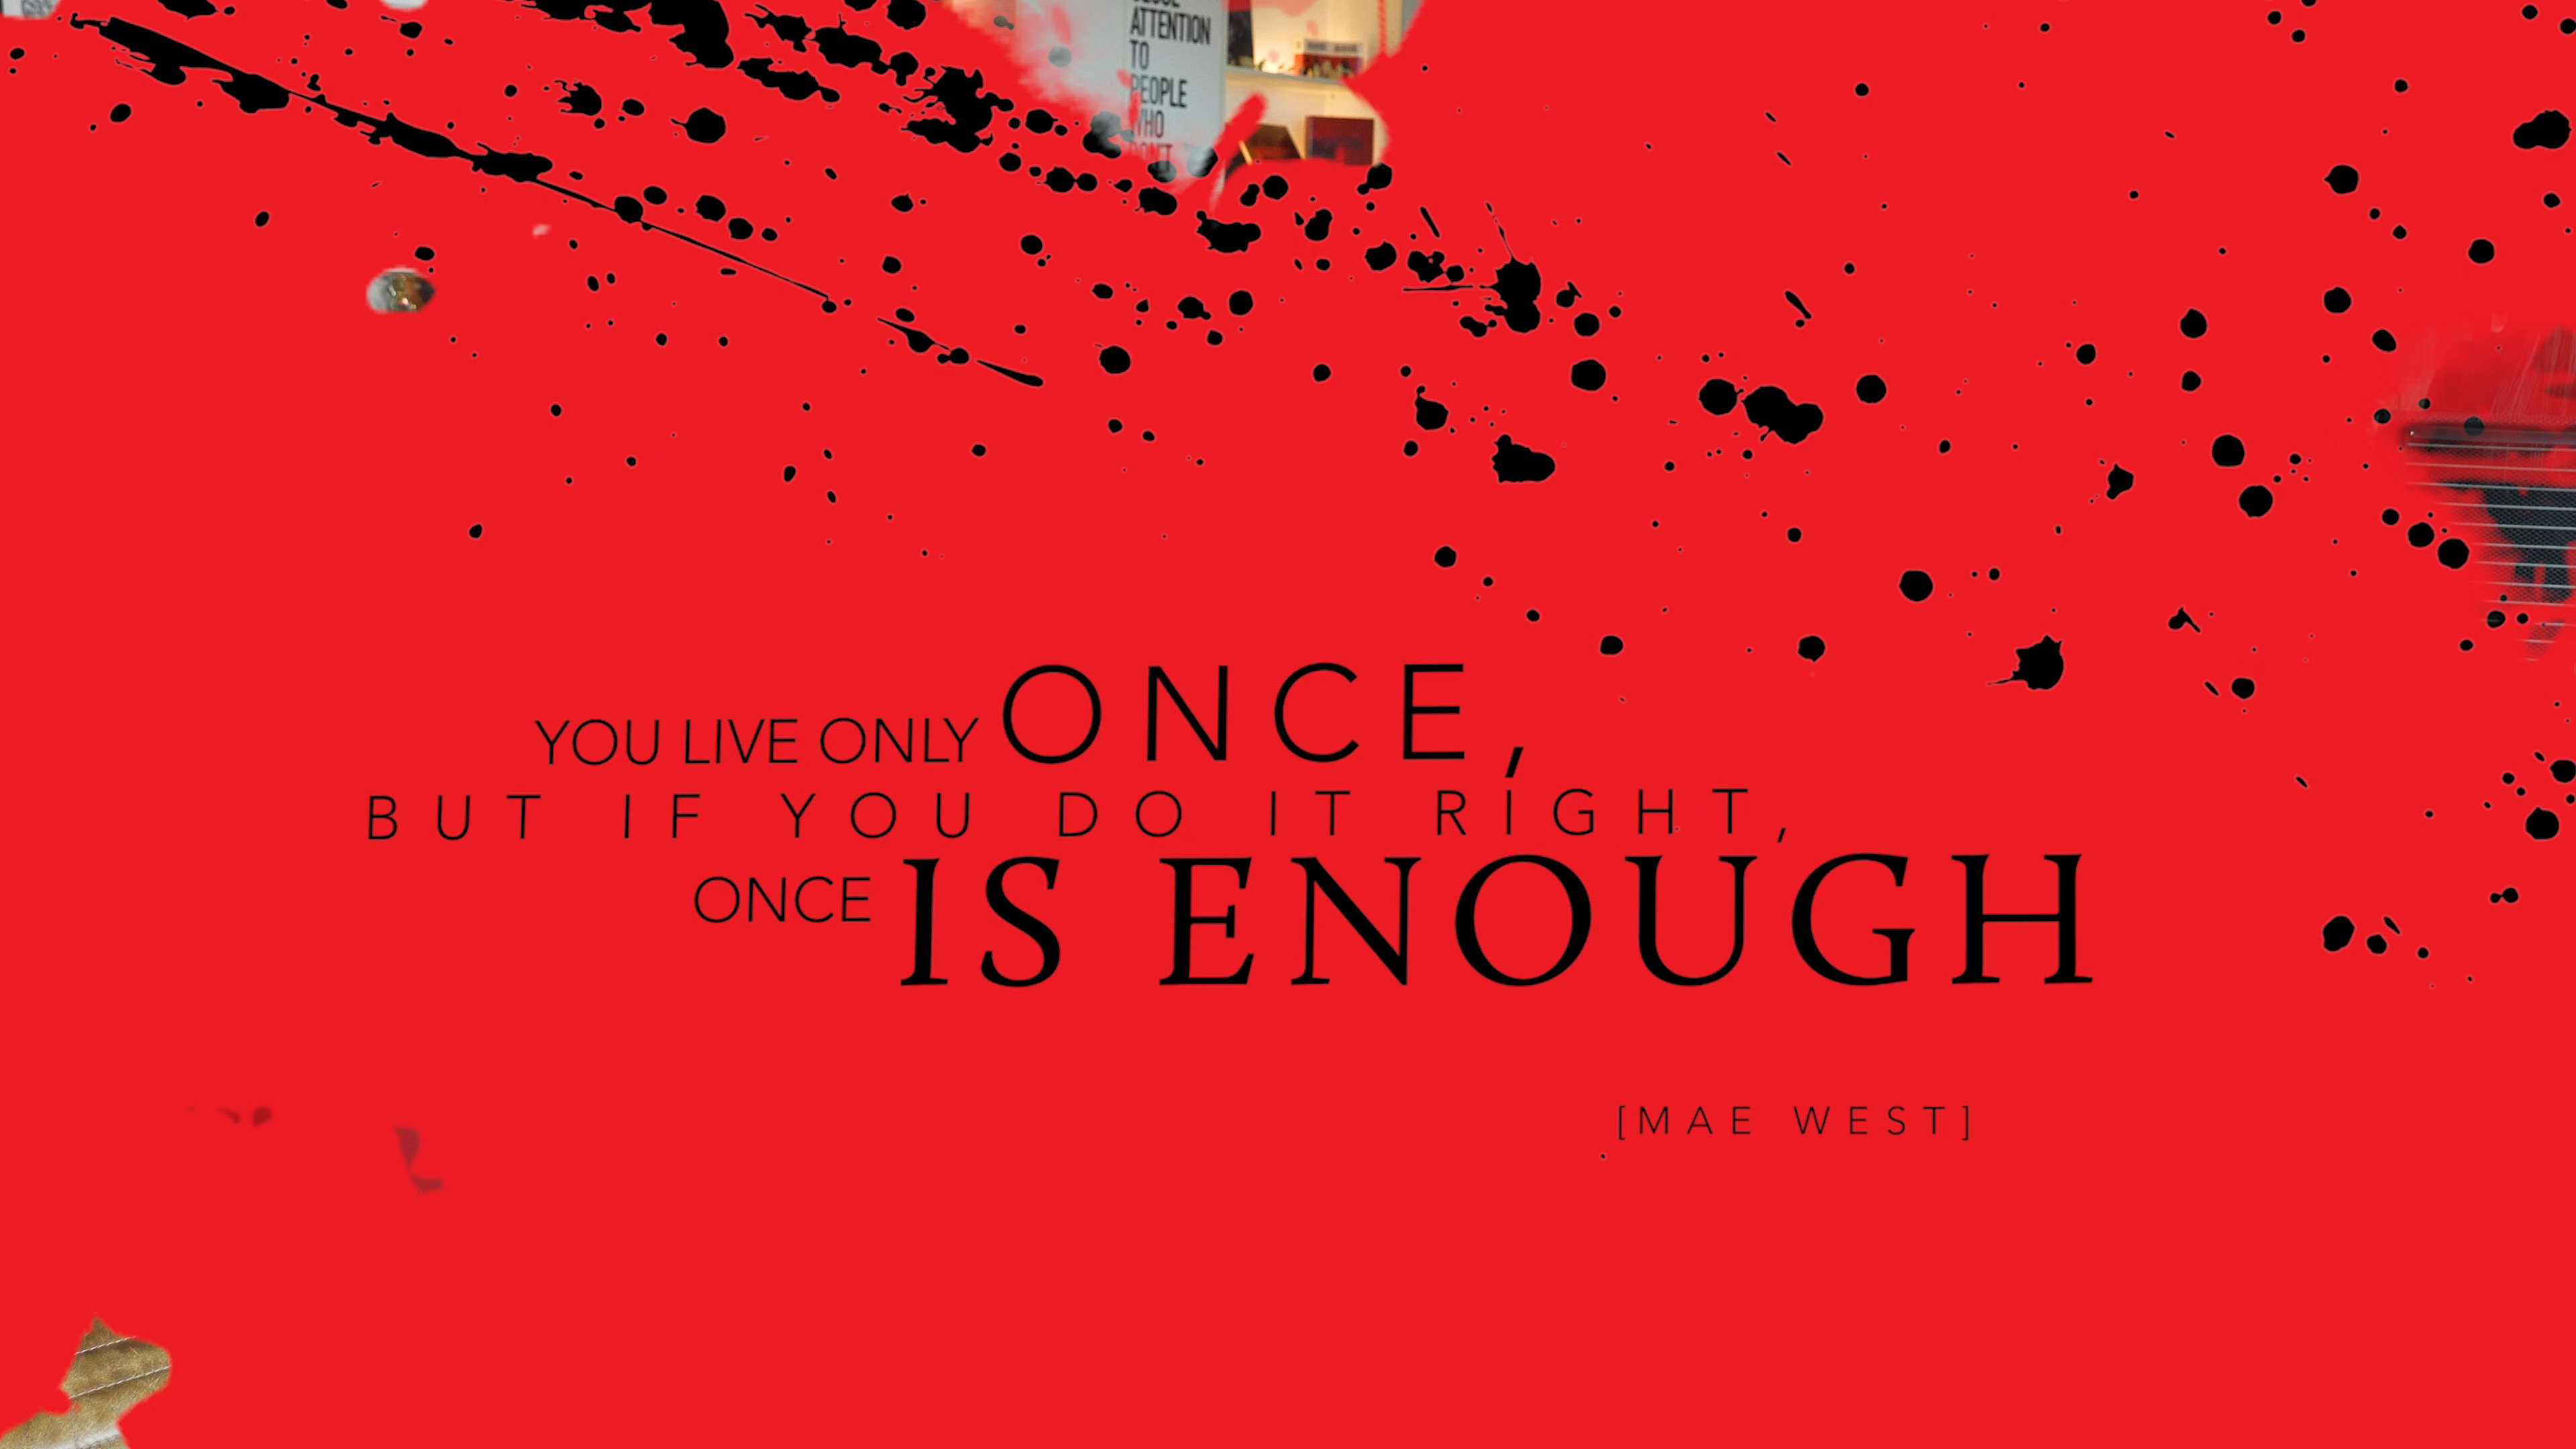 ATTENTION
TO
PEOPLE
WHO
DON'T
YOU LIVE ONLY ONCE,
BUT IF YOU DO IT RIGHT,
ONCE IS ENOUGH
[MAE WEST]